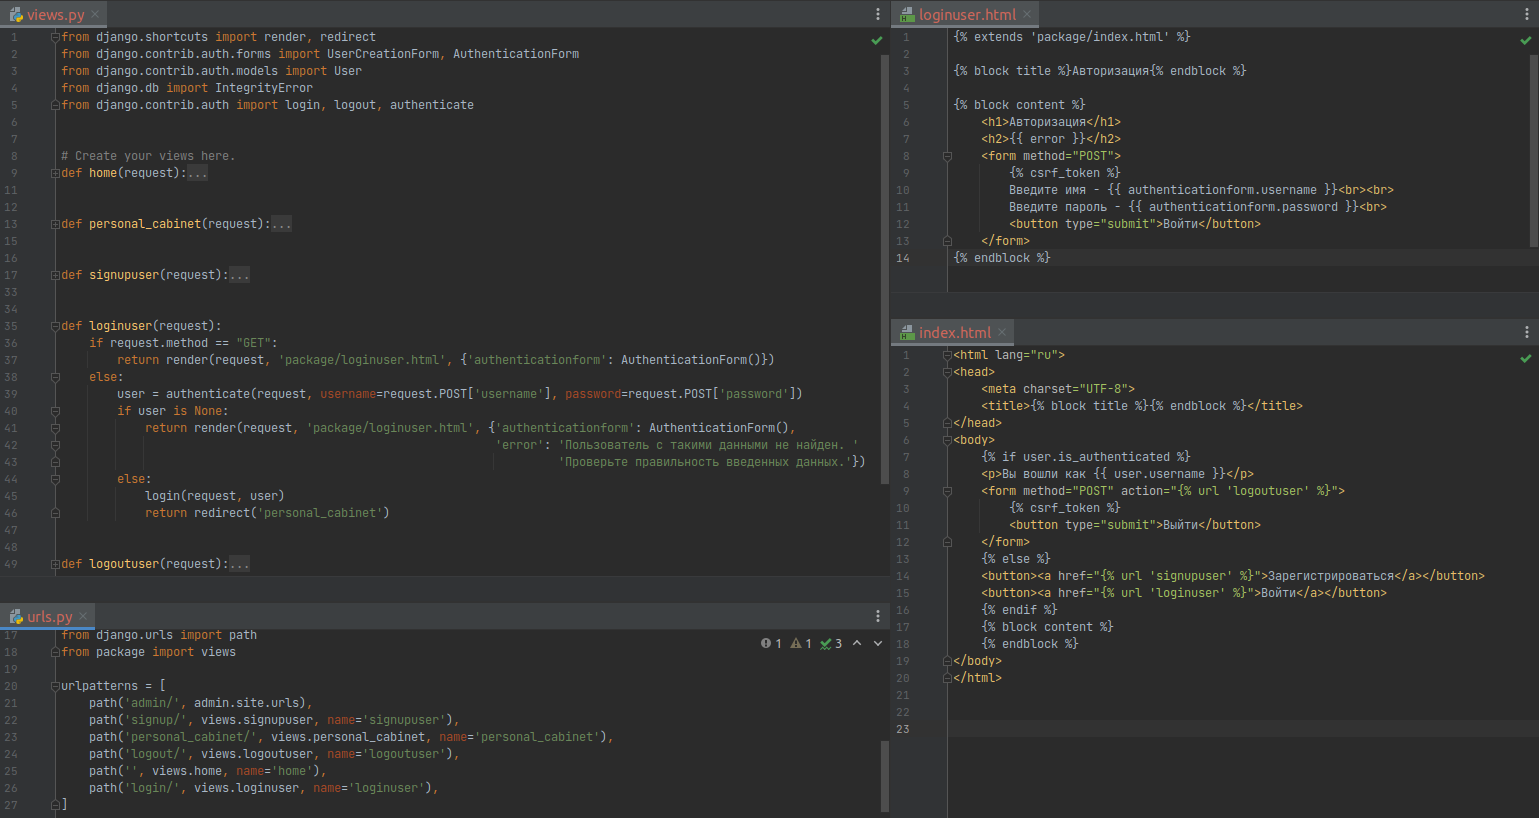 views.py
1 from django.shortcuts import render, redirect
2 from django.contrib.auth.forms import UserCreationForm, AuthenticationForm
3 from django.contrib.auth.models import User
4 from django.db import IntegrityError
5 from django.contrib.auth import login, logout, authenticate
6
7
8 # Create your views here.
9 def home(request):...
11
12
13 def personal_cabinet(request):...
15
16
17 def signupuser(request):...
33
34
35 def loginuser(request):
36 if request.method == "GET":
37 return render(request, 'package/loginuser.html', {'authenticationform': AuthenticationForm()})
38 else:
39 user = authenticate(request, username=request.POST['username'], password=request.POST['password'])
40 if user is None:
41 return render(request, 'package/loginuser.html', {'authenticationform': AuthenticationForm(),
42 'error': 'Пользователь с такими данными не найден. '
43 'Проверьте правильность введенных данных.'})
44 else:
45 login(request, user)
46 return redirect('personal_cabinet')
47
48
49 def logoutuser(request):...
urls.py
17 from django.urls import path
1 1 3
18 from package import views
19
20 urlpatterns = [
21 path('admin/', admin.site.urls),
22 path('signup/', views.signupuser, name='signupuser'),
23 path('personal_cabinet/', views.personal_cabinet, name='personal_cabinet'),
24 path('logout/', views.logoutuser, name='logoutuser'),
25 path('', views.home, name='home'),
26 path('login/', views.loginuser, name='loginuser'),
27 ]
loginuser.html
1 {% extends 'package/index.html' %}
2
3 {% block title %}Авторизация{% endblock %}
4
5 {% block content %}
6 <h1>Авторизация</h1>
7 <h2>{{ error }}</h2>
8 <form method="POST">
9 {% csrf_token %}
10 Введите имя - {{ authenticationform.username }}<br><br>
11 Введите пароль - {{ authenticationform.password }}<br>
12 <button type="submit">Войти</button>
13 </form>
14 {% endblock %}
index.html
1 <html lang="ru">
2 <head>
3 <meta charset="UTF-8">
4 <title>{% block title %}{% endblock %}</title>
5 </head>
6 <body>
7 {% if user.is_authenticated %}
8 <p>Вы вошли как {{ user.username }}</p>
9 <form method="POST" action="{% url 'logoutuser' %}">
10 {% csrf_token %}
11 <button type="submit">Выйти</button>
12 </form>
13 {% else %}
14 <button><a href="{% url 'signupuser' %}">Зарегистрироваться</a></button>
15 <button><a href="{% url 'loginuser' %}">Войти</a></button>
16 {% endif %}
17 {% block content %}
18 {% endblock %}
19 </body>
20 </html>
21
22
23